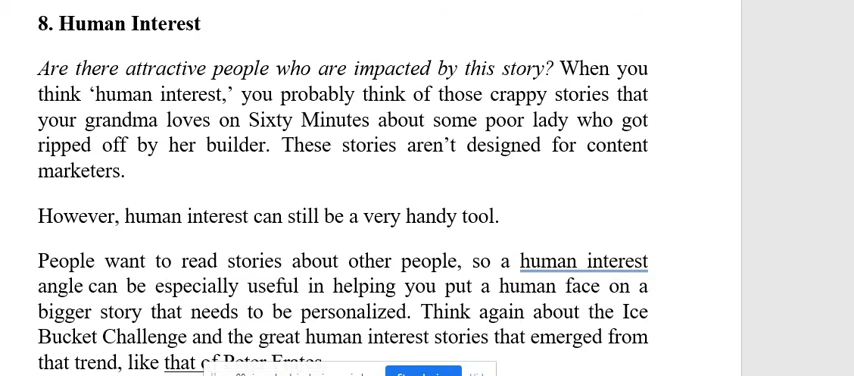 8. Human Interest
Are there attractive people who are impacted by this story? When you
think ‘human interest,’ you probably think of those crappy stories that
your grandma loves on Sixty Minutes about some poor lady who got
ripped off by her builder. These stories aren’t designed for content
marketers.
However, human interest can still be a very handy tool.
People want to read stories about other people, so a human interest
angle can be especially useful in helping you put a human face on a
bigger story that needs to be personalized. Think again about the Ice
Bucket Challenge and the great human interest stories that emerged from
that trend, like that of Peter Frates